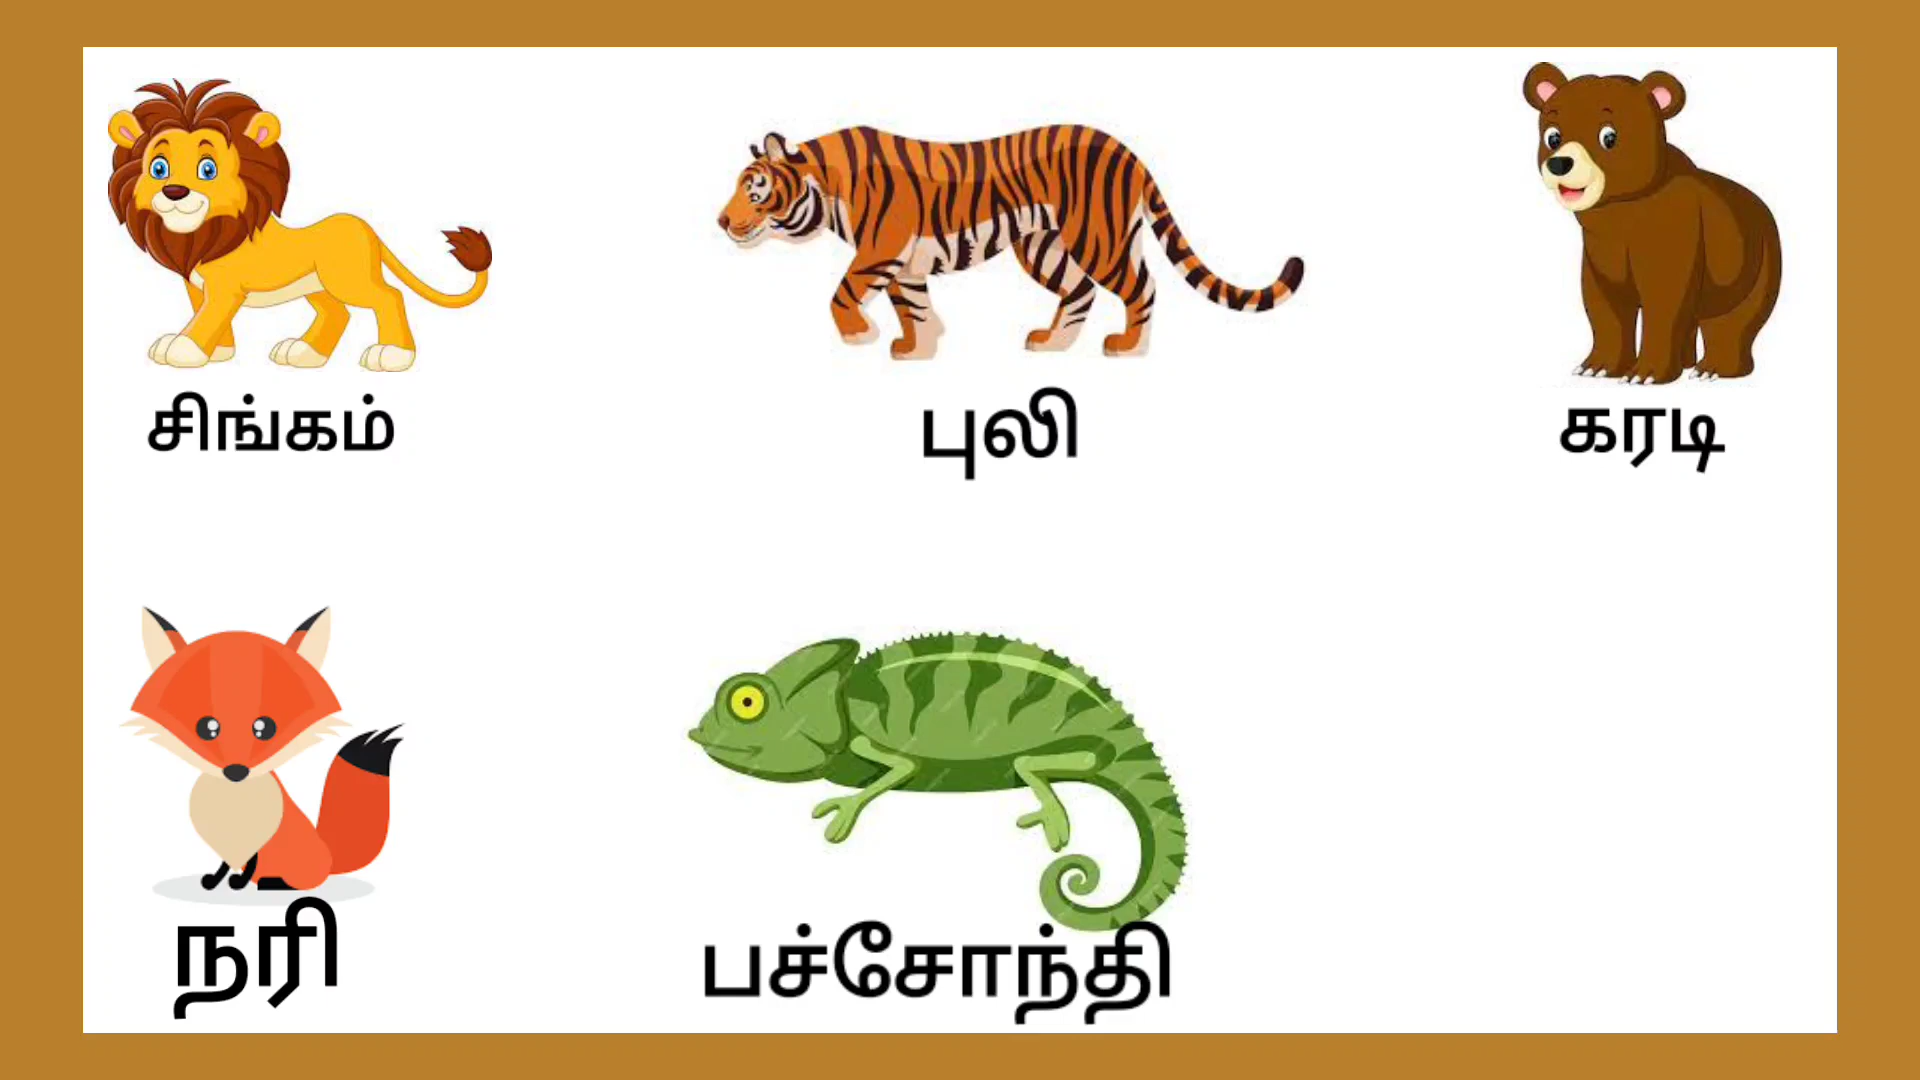 சிங்கம்
புலி
கரடி
நரி
பச்சோந்தி